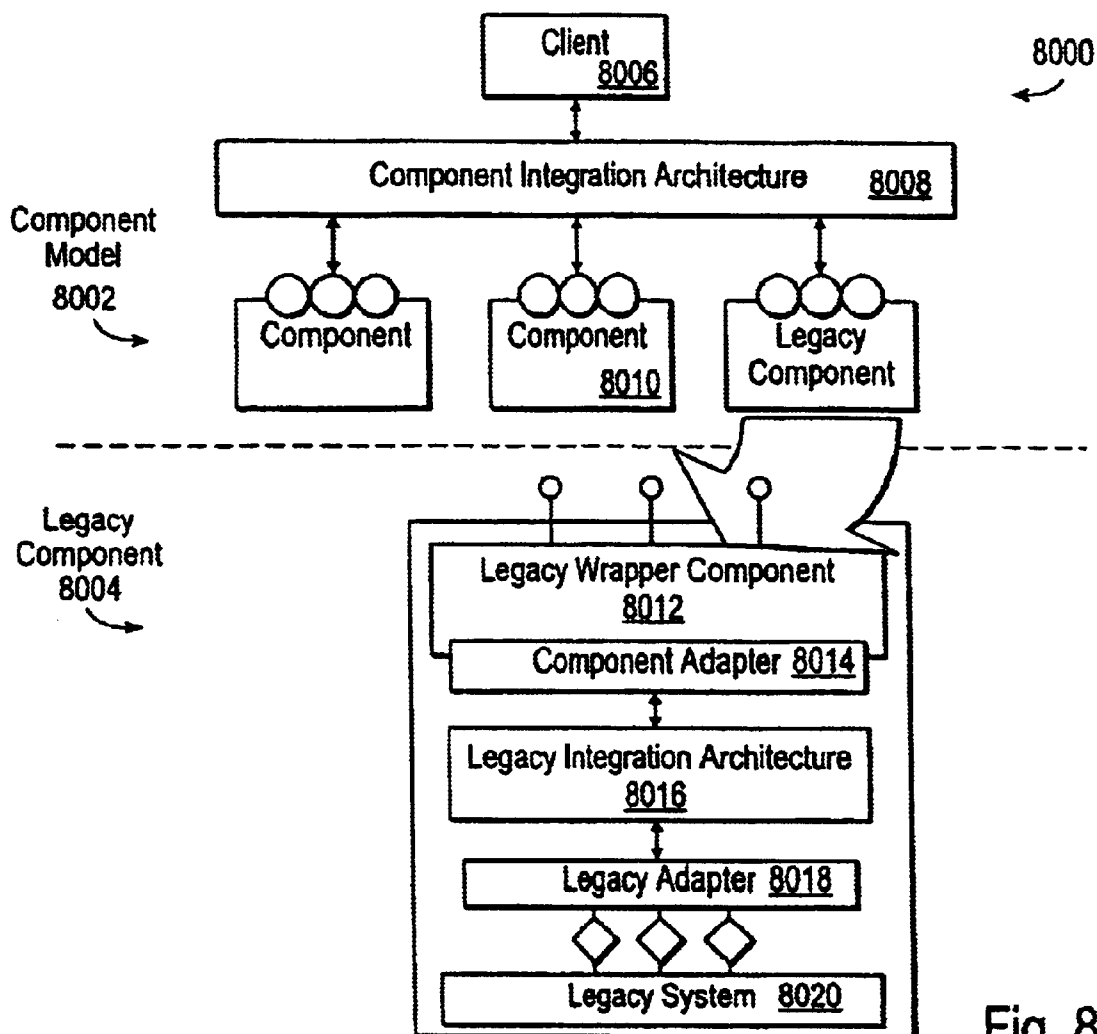 Client
8006
8000
Component Integration Architecture 8008
Component
Model
8002
Component
Component
8010
Legacy
Component
Legacy
Component
8004
Legacy Wrapper Component
8012
Component Adapter 8014
Legacy Integration Architecture
8016
Legacy Adapter 8018
Legacy System 8020
Fig. 8